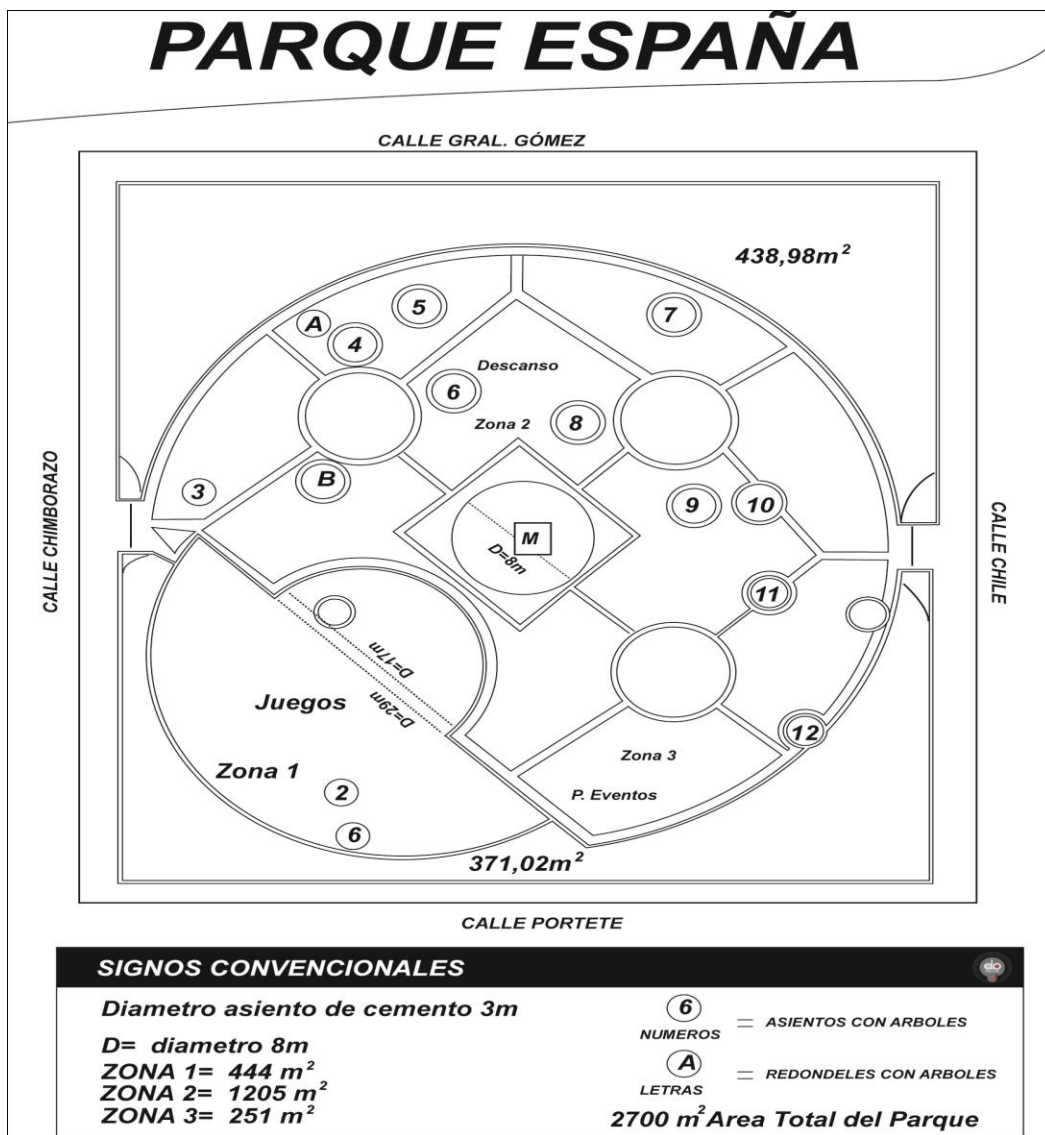 PARQUE ESPAÑA
CALLE GRAL. GÓMEZ
438,98m²
5
7
A
4
Descanso
6
8
Zona 2
CALLE CHIMBORAZO
3
B
9
10
CALLE CHILE
M
D=8m
11
D=17m
D=29m
Juegos
12
Zona 3
Zona 1
2
P. Eventos
6
371,02m²
CALLE PORTETE
SIGNOS CONVENCIONALES
Diametro asiento de cemento 3m
D= diametro 8m
ZONA 1= 444 m²
ZONA 2= 1205 m²
ZONA 3= 251 m²
6
NUMEROS = ASIENTOS CON ARBOLES
A
LETRAS = REDONDELES CON ARBOLES
2700 m² Area Total del Parque